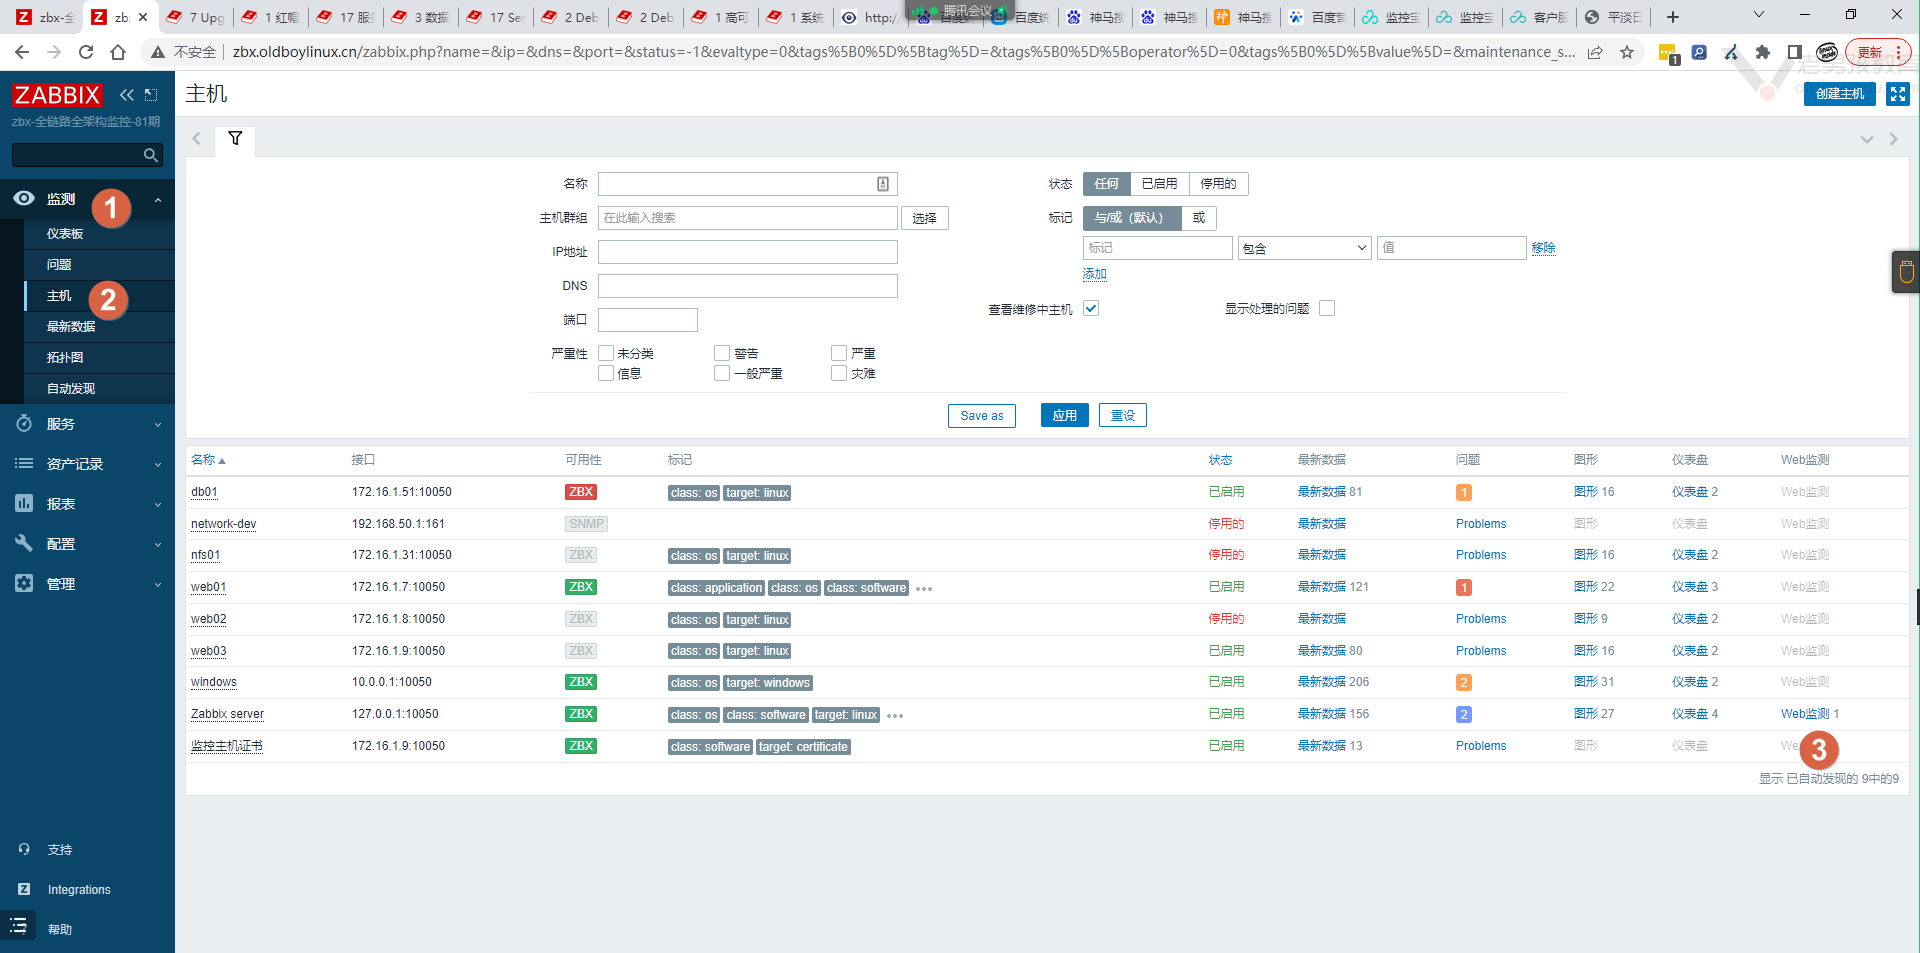 zbx-全
zb:
7 Upg
1 红帽
17 服务
3 数据
17 Ser
2 Deb
2 Deb
1 高可
1 系统
http:/
腾讯会议
百度统
百度统
神马搜
神马搜
神马搜
百度营
监控宝
监控宝
客户服
平淡日
不安全
zbx.oldboylinux.cn/zabbix.php?name=&ip=&dns=&port=&status=-1&evaltype=0&tags%5B0%5D%5Btag%5D=&tags%5B0%5D%5Boperator%5D=0&tags%5B0%5D%5Bvalue%5D=&maintenance_s...
1
更新
老男孩教育
ZABBIX
zbx-全链路全架构监控-81期
主机
创建主机
监测
1
仪表板
问题
主机
2
最新数据
拓扑图
自动发现
服务
资产记录
报表
配置
管理
支持
Integrations
帮助
名称
状态 任何 已启用 停用的
主机群组 在此输入搜索 选择
标记 与/或（默认） 或
标记 包含 值 移除
IP地址
添加
DNS
端口
查看维修中主机 显示处理的问题
严重性 未分类 警告 严重
信息 一般严重 灾难
Save as 应用 重设
名称 接口 可用性 标记 状态 最新数据 问题 图形 仪表盘 Web监测
db01 172.16.1.51:10050 ZBX class: os target: linux 已启用 最新数据 81 1 图形 16 仪表盘 2 Web监测
network-dev 192.168.50.1:161 SNMP 停用的 最新数据 Problems 图形 仪表盘 Web监测
nfs01 172.16.1.31:10050 ZBX class: os target: linux 停用的 最新数据 Problems 图形 16 仪表盘 2 Web监测
web01 172.16.1.7:10050 ZBX class: application class: os class: software ••• 已启用 最新数据 121 1 图形 22 仪表盘 3 Web监测
web02 172.16.1.8:10050 ZBX class: os target: linux 停用的 最新数据 Problems 图形 9 仪表盘 2 Web监测
web03 172.16.1.9:10050 ZBX class: os target: linux 已启用 最新数据 80 Problems 图形 16 仪表盘 2 Web监测
windows 10.0.0.1:10050 ZBX class: os target: windows 已启用 最新数据 206 2 图形 31 仪表盘 2 Web监测
Zabbix server 127.0.0.1:10050 ZBX class: os class: software target: linux ••• 已启用 最新数据 156 2 图形 27 仪表盘 4 Web监测 1
监控主机证书 172.16.1.9:10050 ZBX class: software target: certificate 已启用 最新数据 13 Problems 图形 仪表盘 We
3
显示 已自动发现的 9中的9